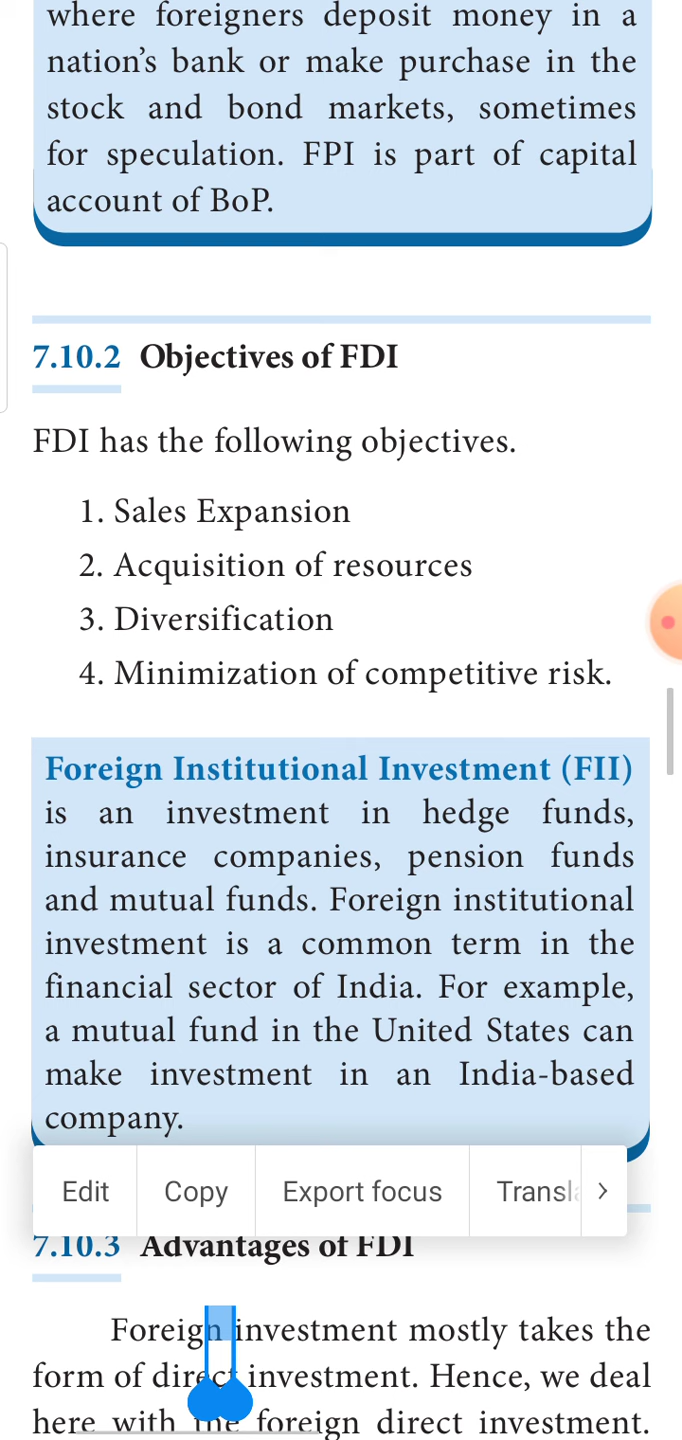 where foreigners deposit money in a
nation’s bank or make purchase in the
stock and bond markets, sometimes
for speculation. FPI is part of capital
account of BoP.
7.10.2 Objectives of FDI
FDI has the following objectives.
1. Sales Expansion
2. Acquisition of resources
3. Diversification
4. Minimization of competitive risk.
Foreign Institutional Investment (FII)
is an investment in hedge funds,
insurance companies, pension funds
and mutual funds. Foreign institutional
investment is a common term in the
financial sector of India. For example,
a mutual fund in the United States can
make investment in an India-based
company.
Edit Copy Export focus Transl
7.10.3 Advantages of FDI
Foreign investment mostly takes the
form of direct investment. Hence, we deal
here with the foreign direct investment.